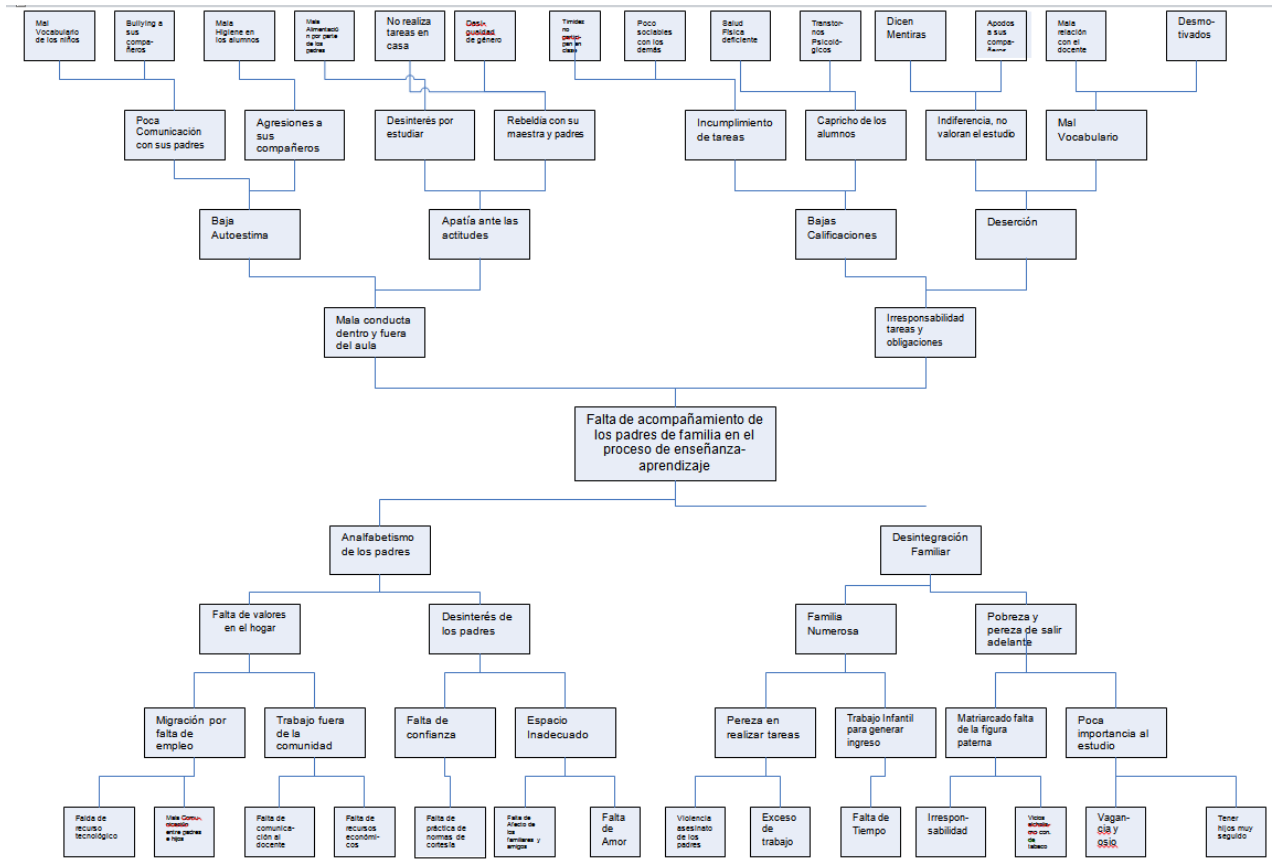 Mal
Vocabulario
de los niños
Bullying a
sus
compa-
ñeros
Mala
Higiene en
los alumnos
Mala
Alimentació
n por parte
de los
padres
No realiza
tareas en
casa
Desi-
gualdad
de género
Timidez
no
partici-
pan en
clase
Poco
sociables
con los
demás
Salud
Física
deficiente
Transtor-
nos
Psicoló-
gicos
Dicen
Mentiras
Apodos
a sus
compa-
ñeros
Mala
relación
con el
docente
Desmo-
tivados
Poca
Comunicación
con sus padres
Agresiones a
sus
compañeros
Desinterés por
estudiar
Rebeldía con su
maestra y padres
Incumplimiento
de tareas
Capricho de los
alumnos
Indiferencia, no
valoran el estudio
Mal
Vocabulario
Baja
Autoestima
Apatía ante las
actitudes
Bajas
Calificaciones
Deserción
Mala conducta
dentro y fuera
del aula
Irresponsabilidad
tareas y
obligaciones
Falta de acompañamiento de
los padres de familia en el
proceso de enseñanza-
aprendizaje
Analfabetismo
de los padres
Desintegración
Familiar
Falta de valores
en el hogar
Desinterés de
los padres
Familia
Numerosa
Pobreza y
pereza de salir
adelante
Migración por
falta de
empleo
Trabajo fuera
de la
comunidad
Falta de
confianza
Espacio
Inadecuado
Pereza en
realizar tareas
Trabajo Infantil
para generar
ingreso
Matriarcado falta
de la figura
paterna
Poca
importancia al
estudio
Falda de
recurso
tecnológico
Mala Comu-
nicación
entre padres
e hijos
Falta de
comunica-
ción al
docente
Falta de
recursos
económi-
cos
Falta de
práctica de
normas de
cortesía
Falta de
Afecto de
los
familiares y
amigos
Falta
de
Amor
Violencia
asesinato
de los
padres
Exceso
de
trabajo
Falta de
Tiempo
Irrespon-
sabilidad
Vicios
con.
de
tabaco
Vagan-
cia y
osio
Tener
hijos muy
seguido